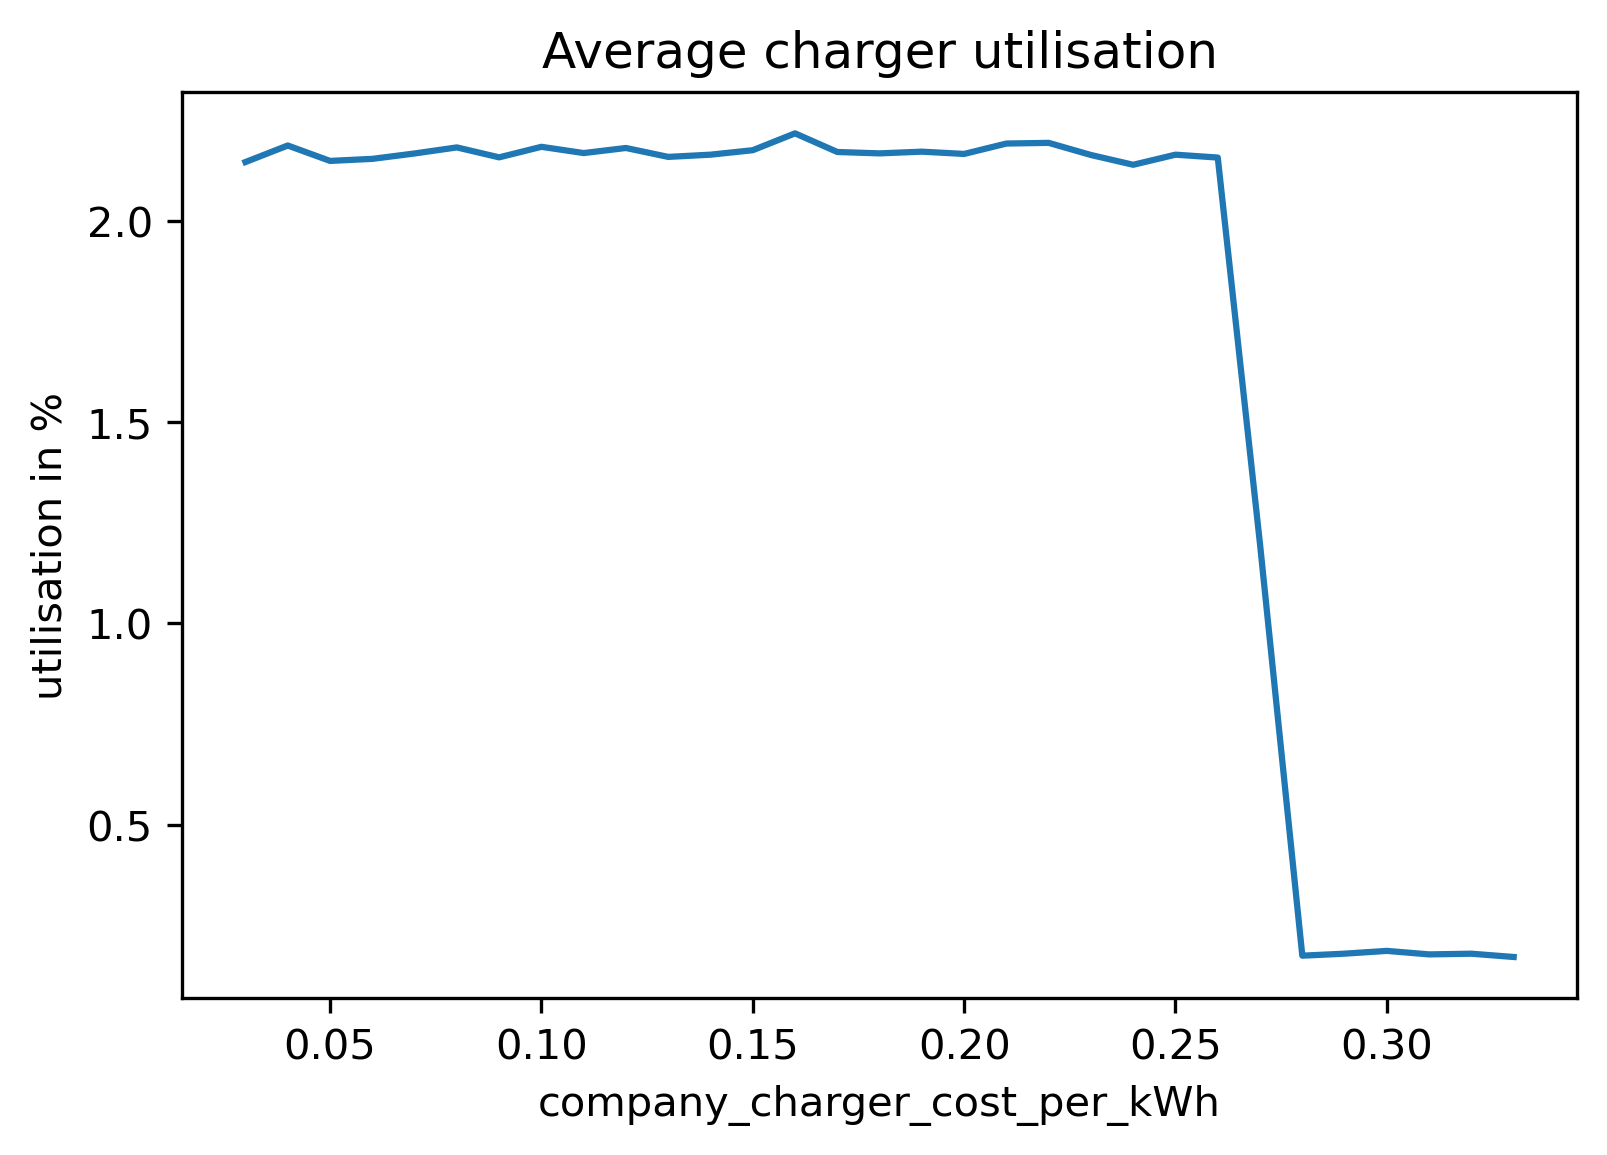 Average charger utilisation
utilisation in %
2.0
1.5
1.0
0.5
0.05 0.10 0.15 0.20 0.25 0.30
company_charger_cost_per_kWh